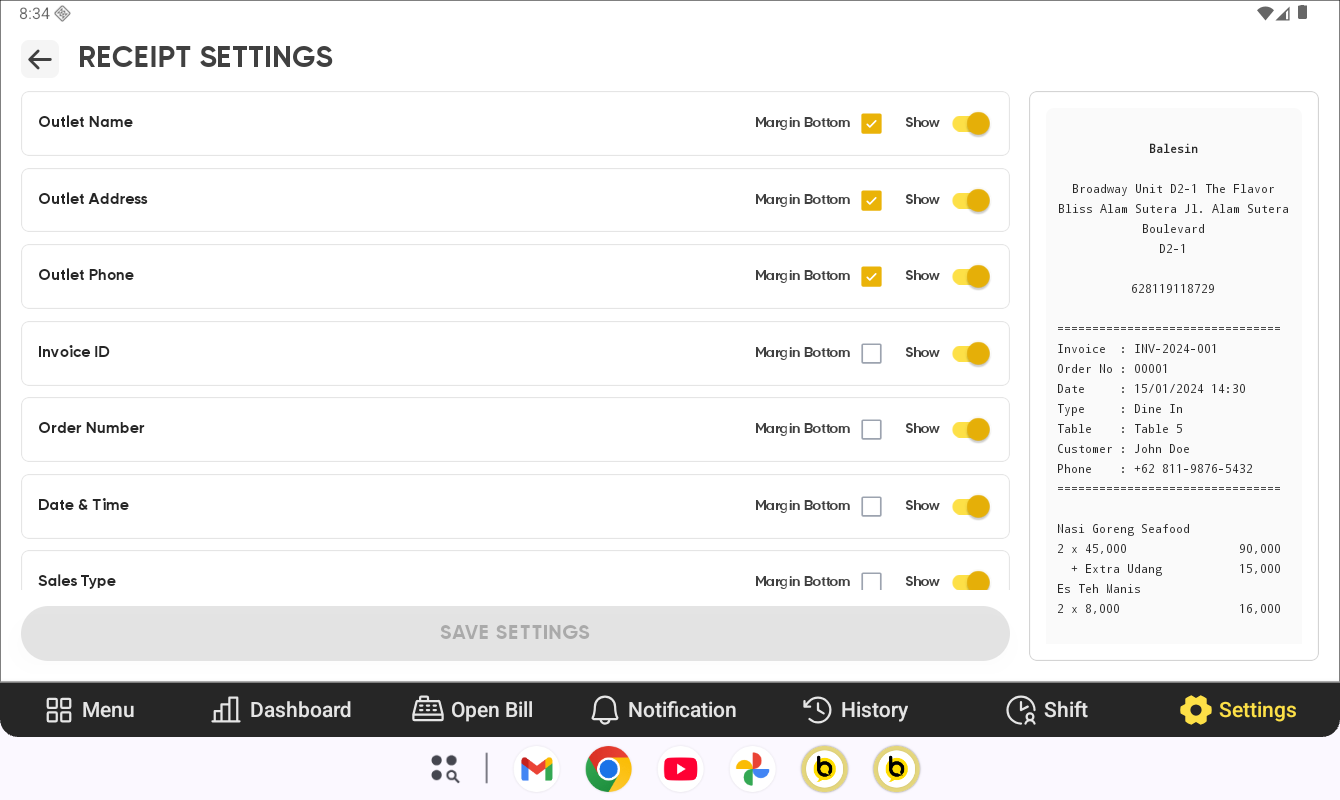 8:34
RECEIPT SETTINGS
Outlet Name Margin Bottom Show
Outlet Address Margin Bottom Show
Outlet Phone Margin Bottom Show
Invoice ID Margin Bottom Show
Order Number Margin Bottom Show
Date & Time Margin Bottom Show
Sales Type Margin Bottom Show
SAVE SETTINGS
Balesin
Broadway Unit D2-1 The Flavor
Bliss Alam Sutera Jl. Alam Sutera
Boulevard
D2-1
628119118729
================================
Invoice : INV-2024-001
Order No : 00001
Date : 15/01/2024 14:30
Type : Dine In
Table : Table 5
Customer : John Doe
Phone : +62 811-9876-5432
================================
Nasi Goreng Seafood
2 x 45,000 90,000
+ Extra Udang 15,000
Es Teh Manis
2 x 8,000 16,000
Menu Dashboard Open Bill Notification History Shift Settings